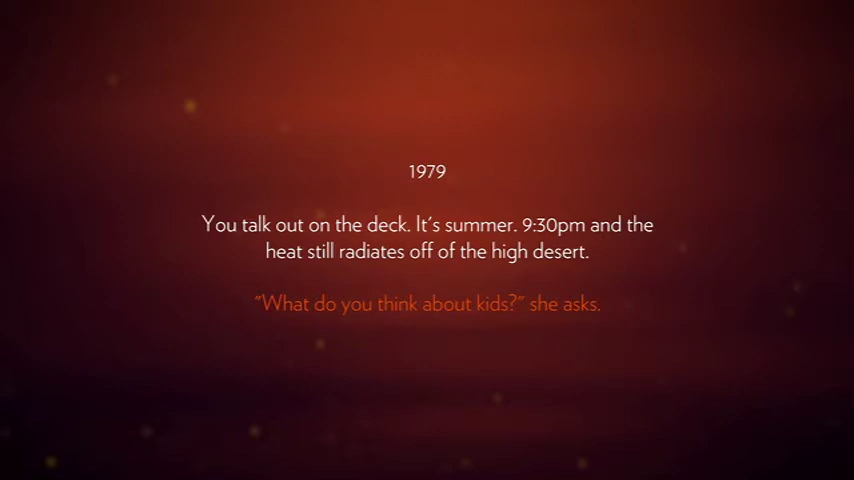 1979
You talk out on the deck. It's summer. 9:30pm and the
heat still radiates off of the high desert.
"What do you think about kids?" she asks.